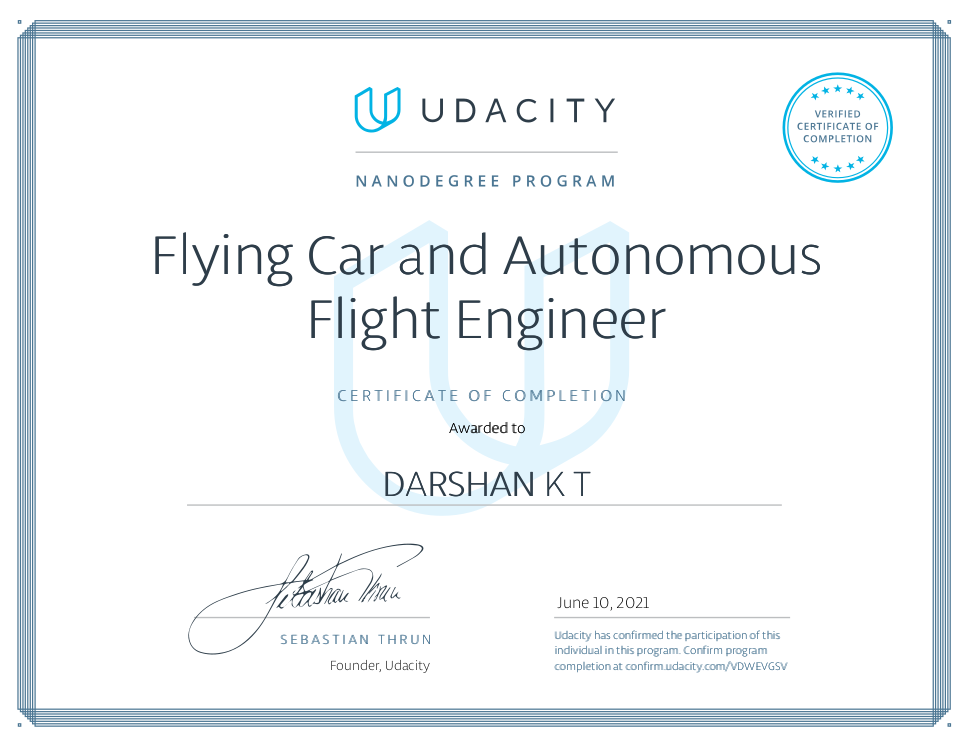 UDACITY
VERIFIED
CERTIFICATE OF
COMPLETION
NANODEGREE PROGRAM
Flying Car and Autonomous
Flight Engineer
CERTIFICATE OF COMPLETION
Awarded to
DARSHAN K T
Sebastian Thrun
SEBASTIAN THRUN
Founder, Udacity
June 10, 2021
Udacity has confirmed the participation of this
individual in this program. Confirm program
completion at confirm.udacity.com/VDWEVGSV